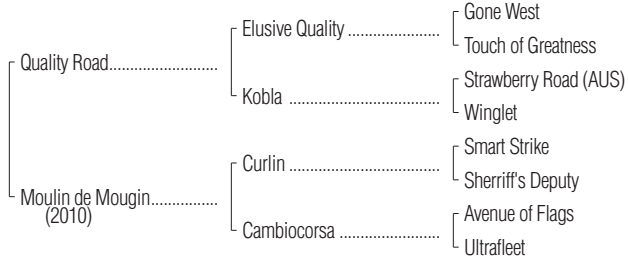 Gone West
Elusive Quality
Touch of Greatness
Quality Road
Strawberry Road (AUS)
Kobla
Winglet
Smart Strike
Curlin
Sherriff's Deputy
Moulin de Mougin
(2010)
Avenue of Flags
Cambiocorsa
Ultrafleet